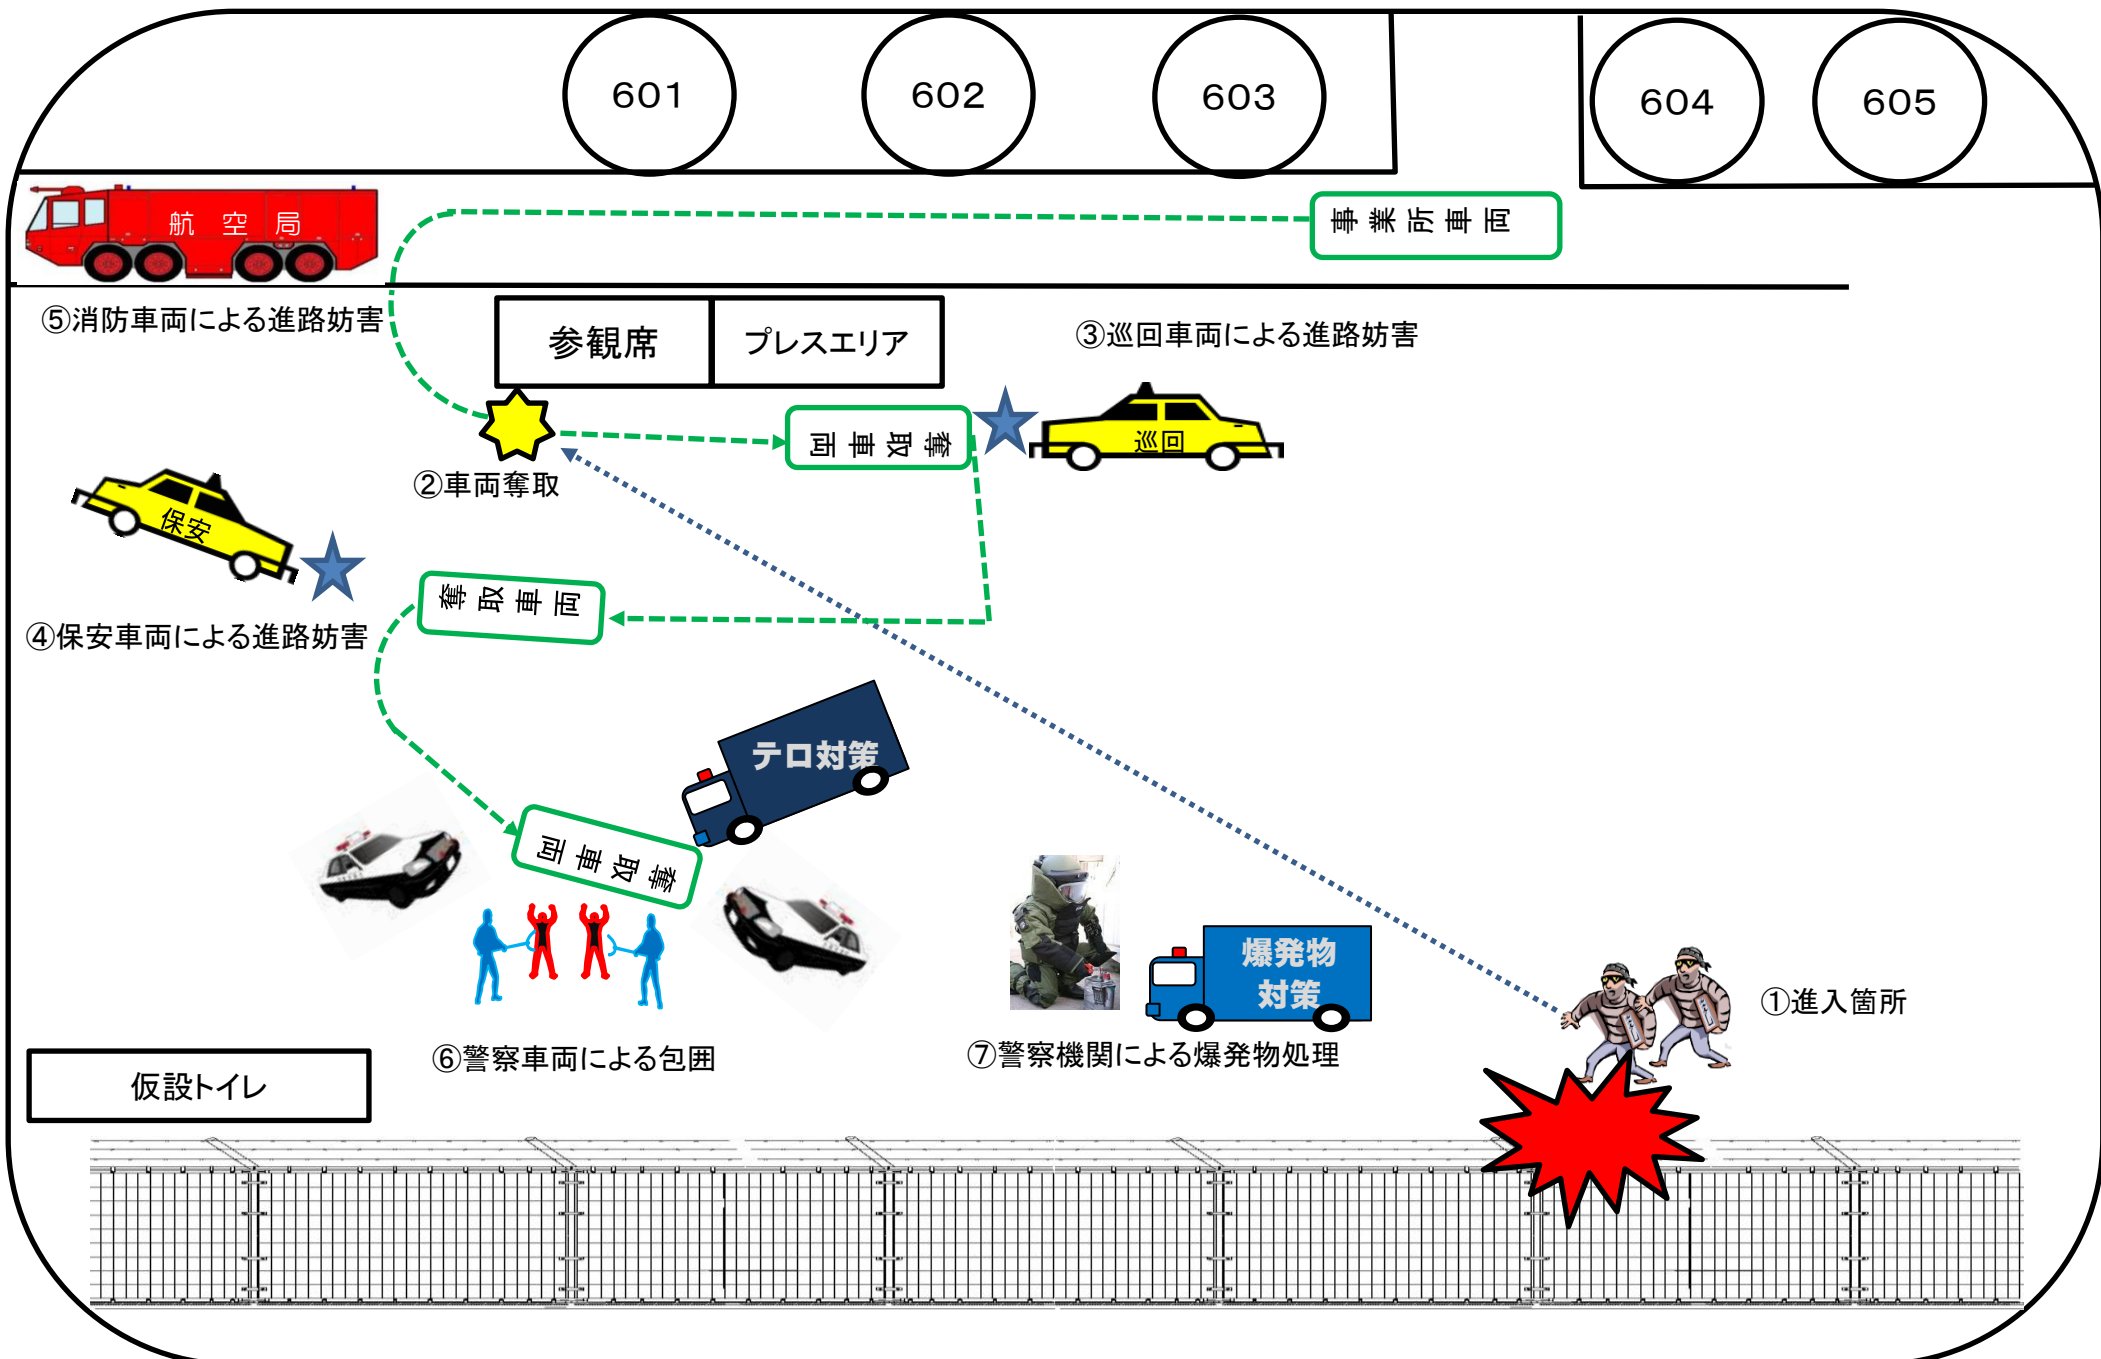 601
602
603
604
605
航空局
事業所車両
⑤消防車両による進路妨害
参観席
プレスエリア
③巡回車両による進路妨害
奪取車両
巡回
②車両奪取
保安
奪取車両
④保安車両による進路妨害
テロ対策
奪取車両
爆発物
対策
①進入箇所
⑥警察車両による包囲
⑦警察機関による爆発物処理
仮設トイレ